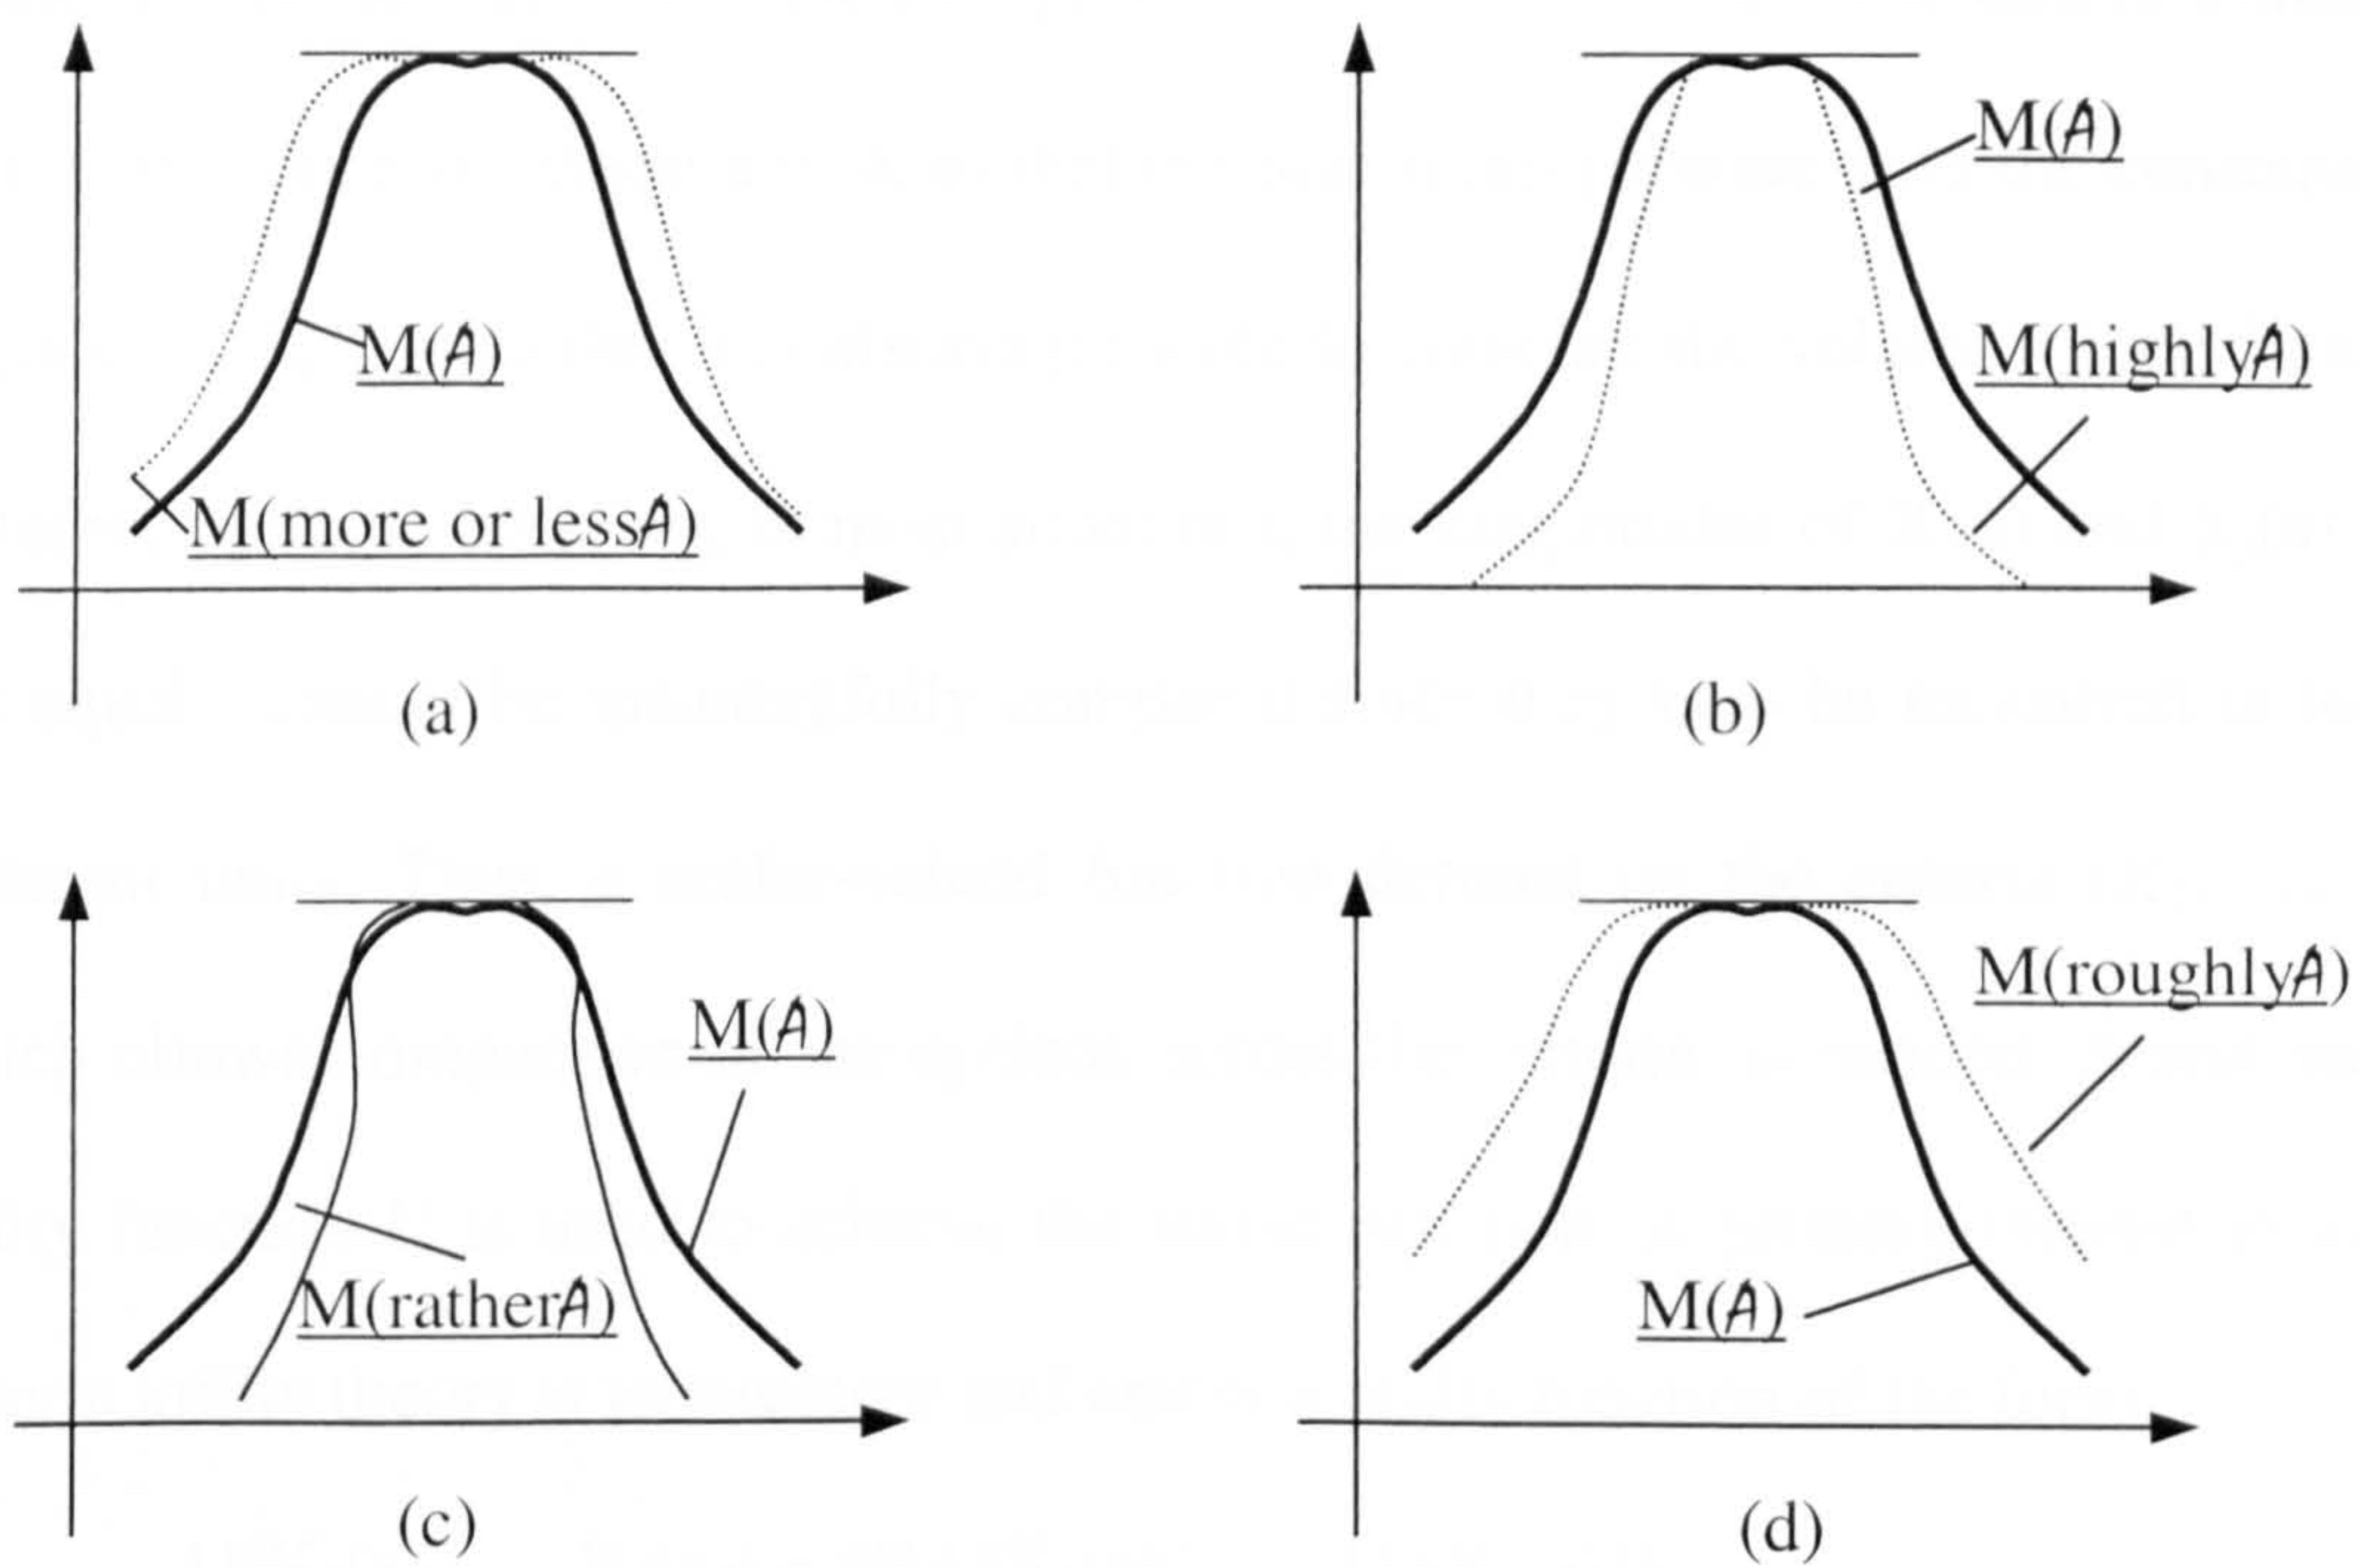 M(A)
M(more or lessA)
(a)
M(A)
M(highlyA)
(b)
M(A)
M(ratherA)
(c)
M(roughlyA)
M(A)
(d)